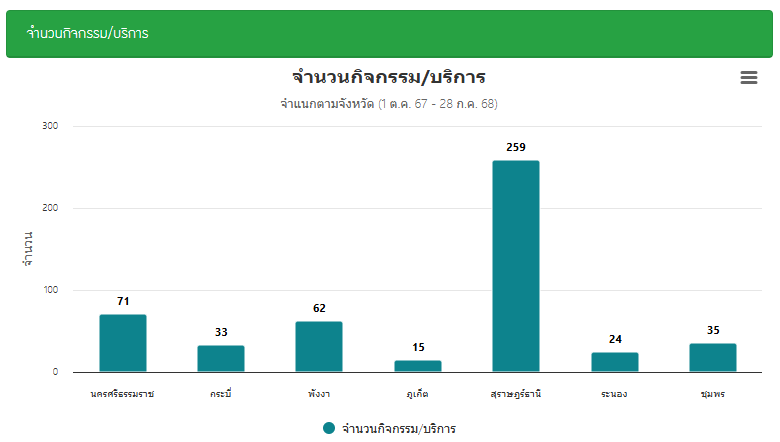 จำนวนกิจกรรม/บริการ
จำนวนกิจกรรม/บริการ
จำแนกตามจังหวัด (1 ต.ค. 67 - 28 ก.ค. 68)
จำนวน
300
200
100
0
71
33
62
15
259
24
35
นครศรีธรรมราช
กระบี่
พังงา
ภูเก็ต
สุราษฎร์ธานี
ระนอง
ชุมพร
จำนวนกิจกรรม/บริการ